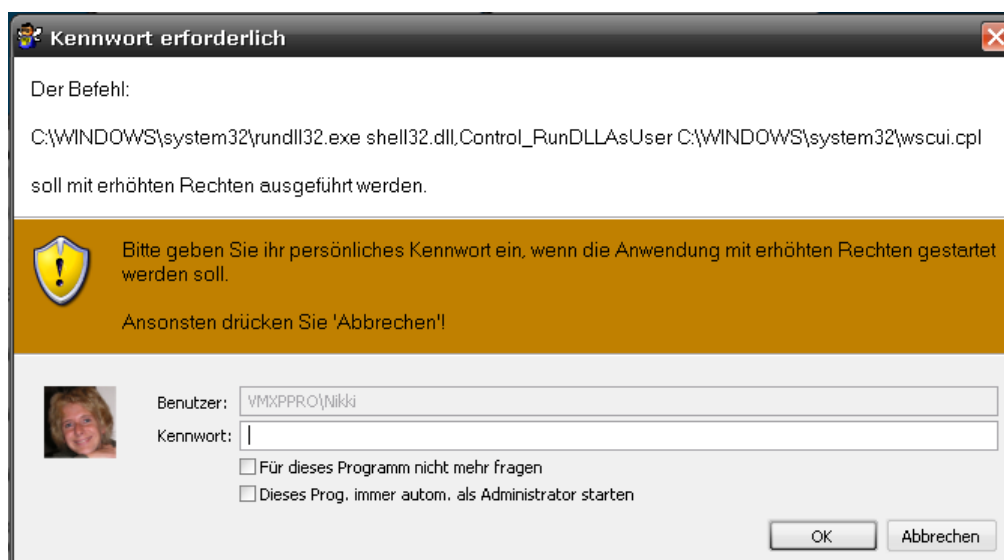 Kennwort erforderlich
Der Befehl:
C:\WINDOWS\system32\rundll32.exe shell32.dll,Control_RunDLLAsUser C:\WINDOWS\system32\wscui.cpl
soll mit erhöhten Rechten ausgeführt werden.
Bitte geben Sie ihr persönliches Kennwort ein, wenn die Anwendung mit erhöhten Rechten gestartet
werden soll.
Ansonsten drücken Sie 'Abbrechen'!
Benutzer: VMXPPRO\Nikki
Kennwort:
Für dieses Programm nicht mehr fragen
Dieses Prog. immer autom. als Administrator starten
OK Abbrechen